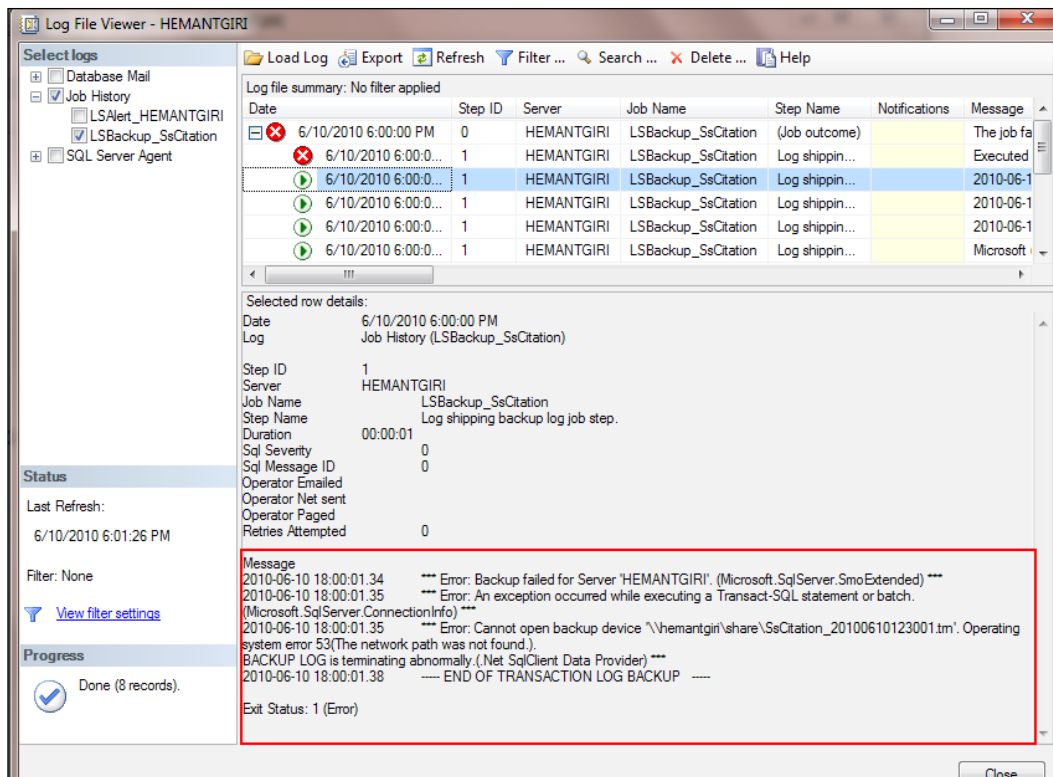 Log File Viewer - HEMANTGIRI
Select logs
Database Mail
Job History
LSAlert_HEMANTGIRI
LSBackup_SsCitation
SQL Server Agent
Load Log Export Refresh Filter ... Search ... Delete ... Help
Log file summary: No filter applied
Date Step ID Server Job Name Step Name Notifications Message
6/10/2010 6:00:00 PM 0 HEMANTGIRI LSBackup_SsCitation (Job outcome) The job fa
6/10/2010 6:00:0... 1 HEMANTGIRI LSBackup_SsCitation Log shippin... Executed
6/10/2010 6:00:0... 1 HEMANTGIRI LSBackup_SsCitation Log shippin... 2010-06-1
6/10/2010 6:00:0... 1 HEMANTGIRI LSBackup_SsCitation Log shippin... 2010-06-1
6/10/2010 6:00:0... 1 HEMANTGIRI LSBackup_SsCitation Log shippin... 2010-06-1
6/10/2010 6:00:0... 1 HEMANTGIRI LSBackup_SsCitation Log shippin... Microsoft
Selected row details:
Date 6/10/2010 6:00:00 PM
Log Job History (LSBackup_SsCitation)
Step ID 1
Server HEMANTGIRI
Job Name LSBackup_SsCitation
Step Name Log shipping backup log job step.
Duration 00:00:01
Sql Severity 0
Sql Message ID 0
Operator Emailed
Operator Net sent
Operator Paged
Retries Attempted 0
Message
2010-06-10 18:00:01.34 *** Error: Backup failed for Server 'HEMANTGIRI'. (Microsoft.SqlServer.SmoExtended) ***
2010-06-10 18:00:01.35 *** Error: An exception occurred while executing a Transact-SQL statement or batch.
(Microsoft.SqlServer.ConnectionInfo) ***
2010-06-10 18:00:01.35 *** Error: Cannot open backup device '\\hemantgiri\share\SsCitation_20100610123001.trn'. Operating
system error 53(The network path was not found.).
BACKUP LOG is terminating abnormally.(.Net SqlClient Data Provider) ***
2010-06-10 18:00:01.38 ----- END OF TRANSACTION LOG BACKUP -----
Exit Status: 1 (Error)
Status
Last Refresh:
6/10/2010 6:01:26 PM
Filter: None
View filter settings
Progress
Done (8 records).
Close